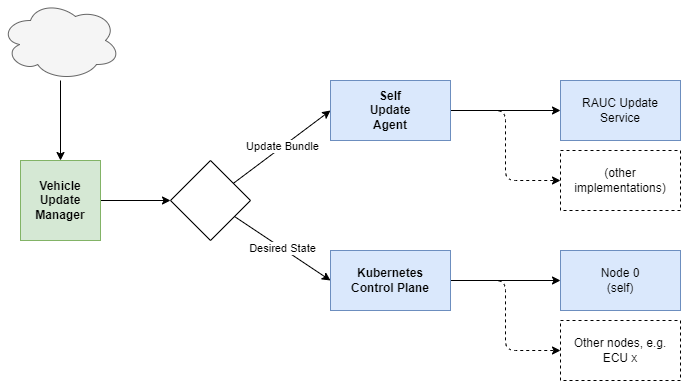 Vehicle
Update
Manager
Update Bundle
Desired State
Self
Update
Agent
RAUC Update
Service
(other
implementations)
Kubernetes
Control Plane
Node 0
(self)
Other nodes, e.g.
ECU x